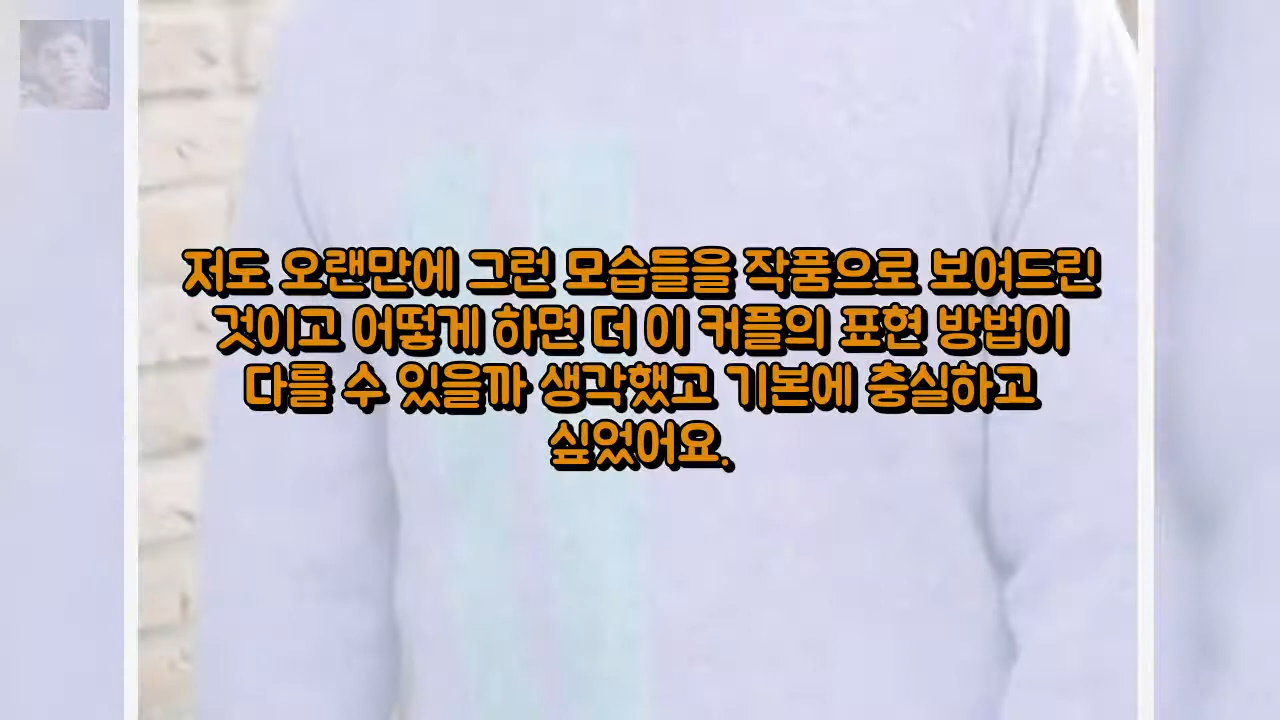 저도 오랜만에 그런 모습들을 작품으로 보여드린
것이고 어떻게 하면 더 이 커플의 표현 방법이
다를 수 있을까 생각했고 기본에 충실하고
싶었어요.